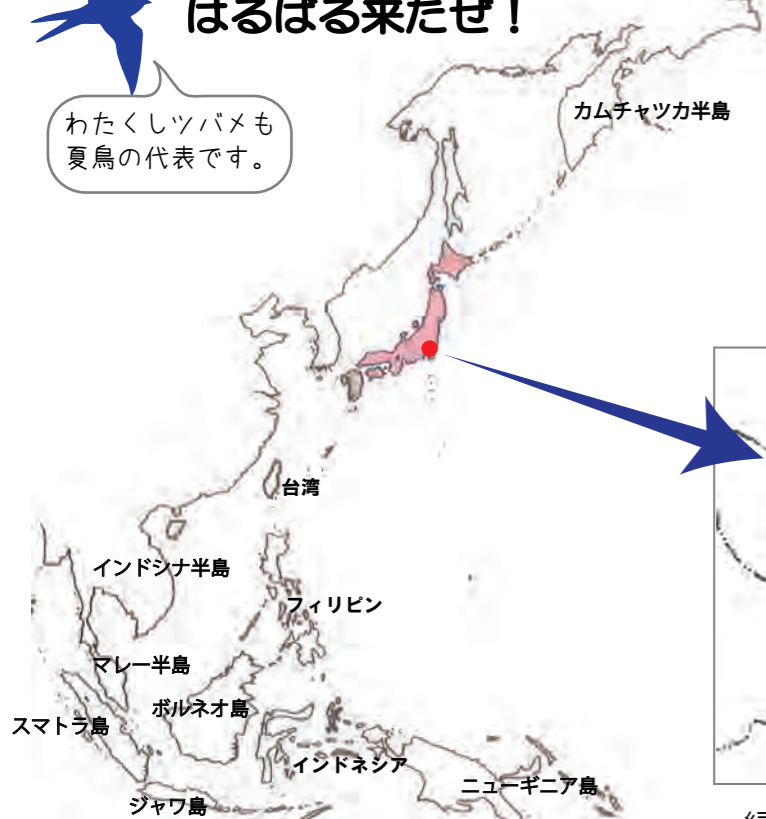 はるばる来たぜ！
わたくしツバメも
夏鳥の代表です。
カムチャツカ半島
台湾
インドシナ半島
フィリピン
マレー半島
ボルネオ島
スマトラ島
インドネシア
ニューギニア島
ジャワ島